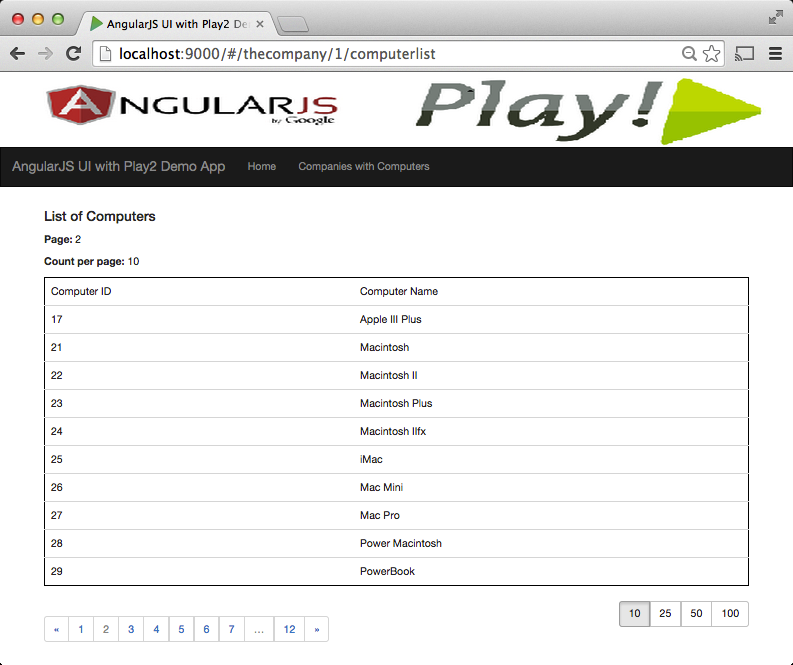 AngularJS UI with Play2 De
localhost:9000/#/thecompany/1/computerlist
ANGULARJS
by Google
Play!
AngularJS UI with Play2 Demo App Home Companies with Computers
List of Computers
Page: 2
Count per page: 10
Computer ID Computer Name
17 Apple III Plus
21 Macintosh
22 Macintosh II
23 Macintosh Plus
24 Macintosh IIfx
25 iMac
26 Mac Mini
27 Mac Pro
28 Power Macintosh
29 PowerBook
10 25 50 100
« 1 2 3 4 5 6 7 ... 12 »